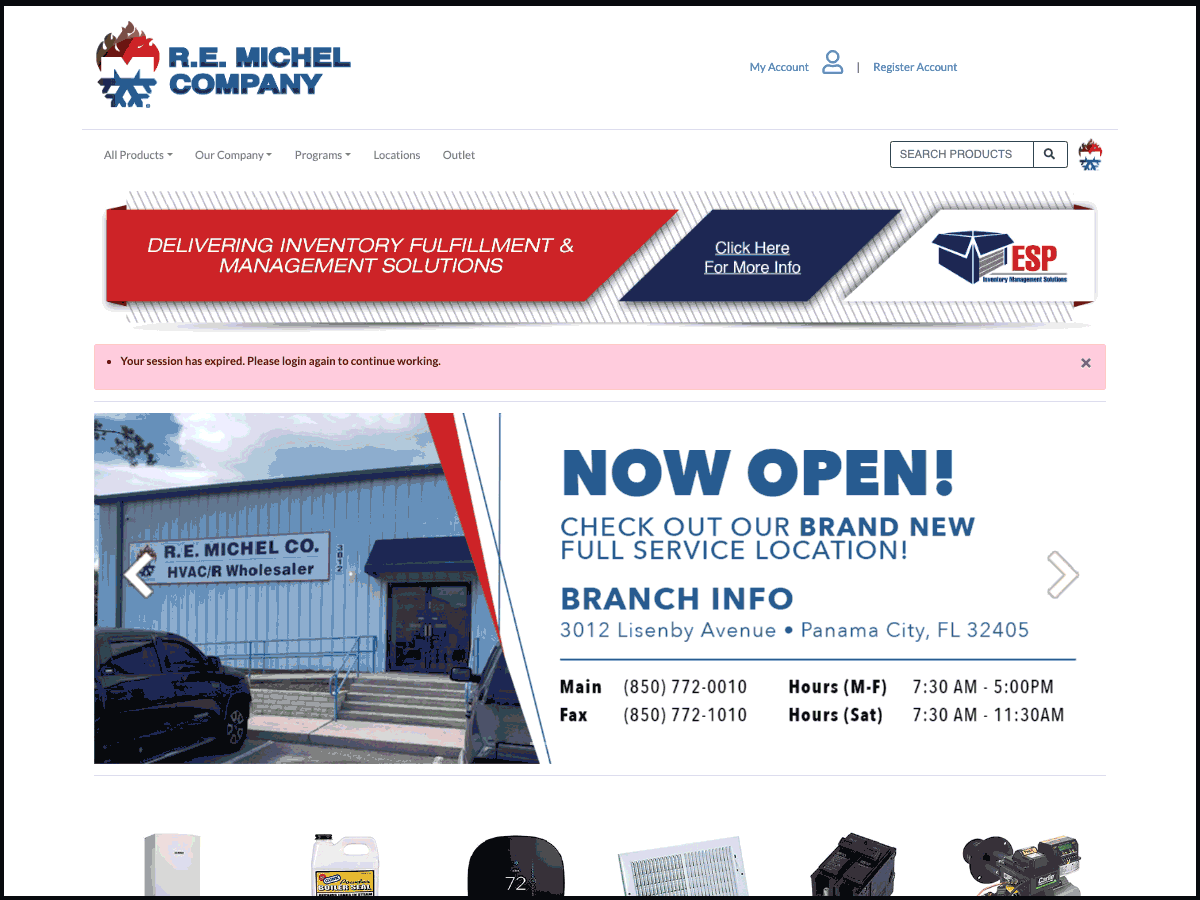 R.E. MICHEL
COMPANY
My Account | Register Account
All Products Our Company Programs Locations Outlet
SEARCH PRODUCTS
DELIVERING INVENTORY FULFILLMENT &
MANAGEMENT SOLUTIONS
Click Here
For More Info
ESP
Inventory Management Solutions
Your session has expired. Please login again to continue working.
×
R.E. MICHEL CO.
HVAC/R Wholesaler
3012
NOW OPEN!
CHECK OUT OUR BRAND NEW
FULL SERVICE LOCATION!
BRANCH INFO
3012 Lisenby Avenue • Panama City, FL 32405
Main (850) 772-0010 Hours (M-F) 7:30 AM - 5:00PM
Fax (850) 772-1010 Hours (Sat) 7:30 AM - 11:30AM
BOILER SEAL
72